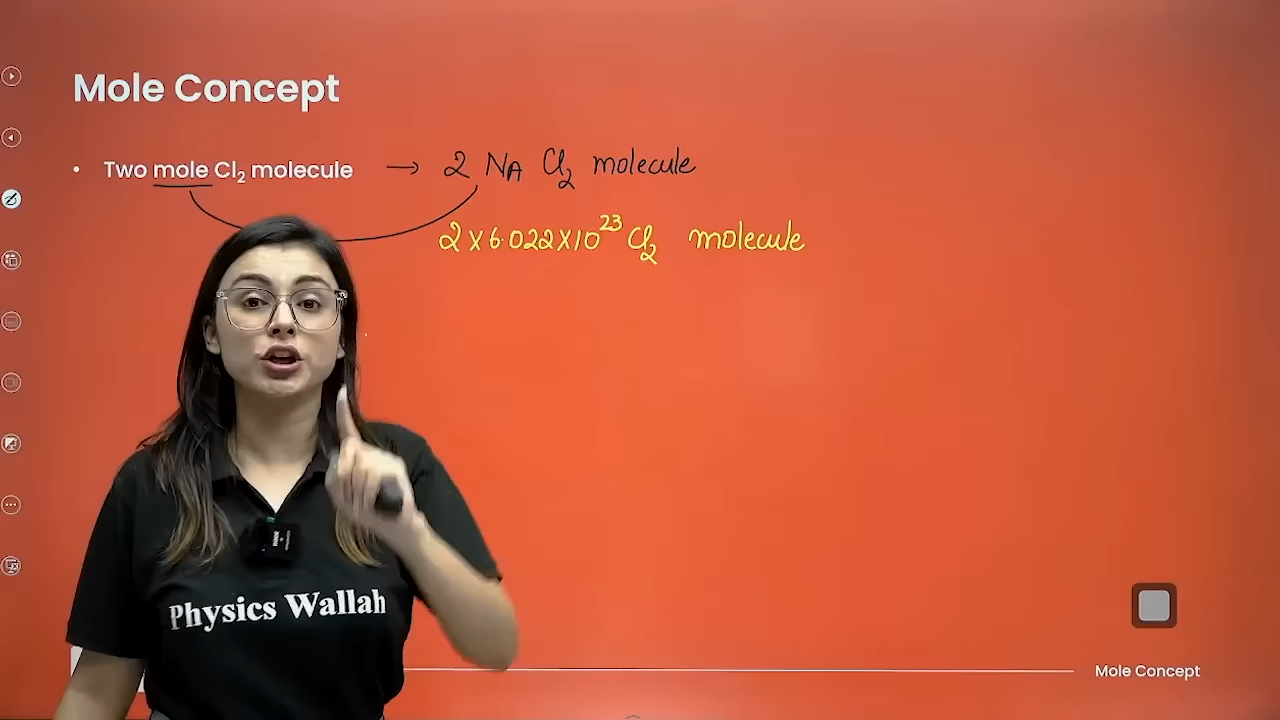 Mole Concept
• Two mole Cl₂ molecule → 2 NA Cl₂ molecule
2×6.022×10²³ Cl₂ molecule
Physics Wallah
Mole Concept